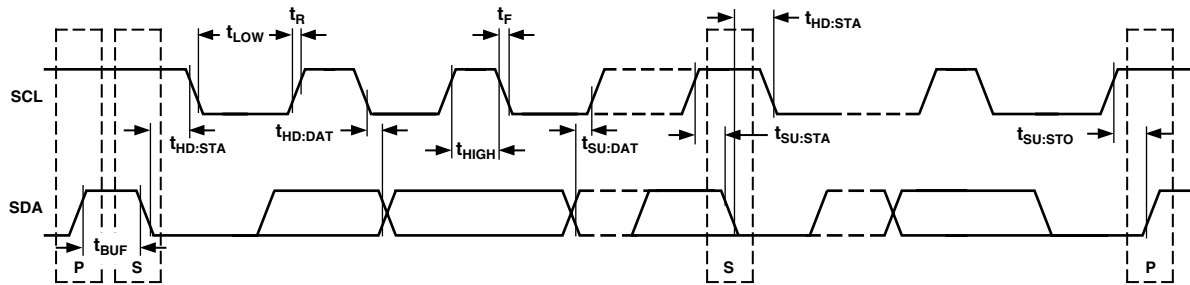 tR
tF
tHD:STA
tLOW
SCL
tHD:STA
tHD:DAT
tHIGH
tSU:DAT
tSU:STA
tSU:STO
SDA
tBUF
P
S
S
P